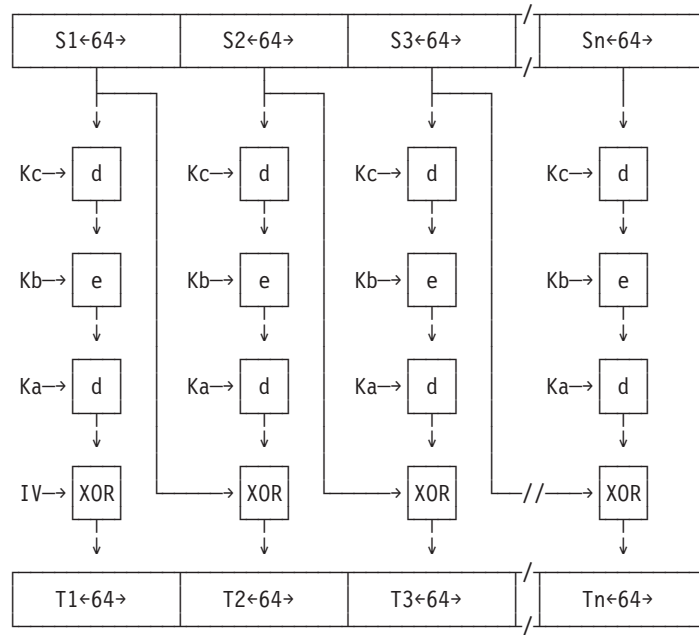 S1←64→ S2←64→ S3←64→ // Sn←64→
Kc—→ d Kc—→ d Kc—→ d Kc—→ d
Kb—→ e Kb—→ e Kb—→ e Kb—→ e
Ka—→ d Ka—→ d Ka—→ d Ka—→ d
IV—→ XOR → XOR → XOR //—→ XOR
T1←64→ T2←64→ T3←64→ // Tn←64→